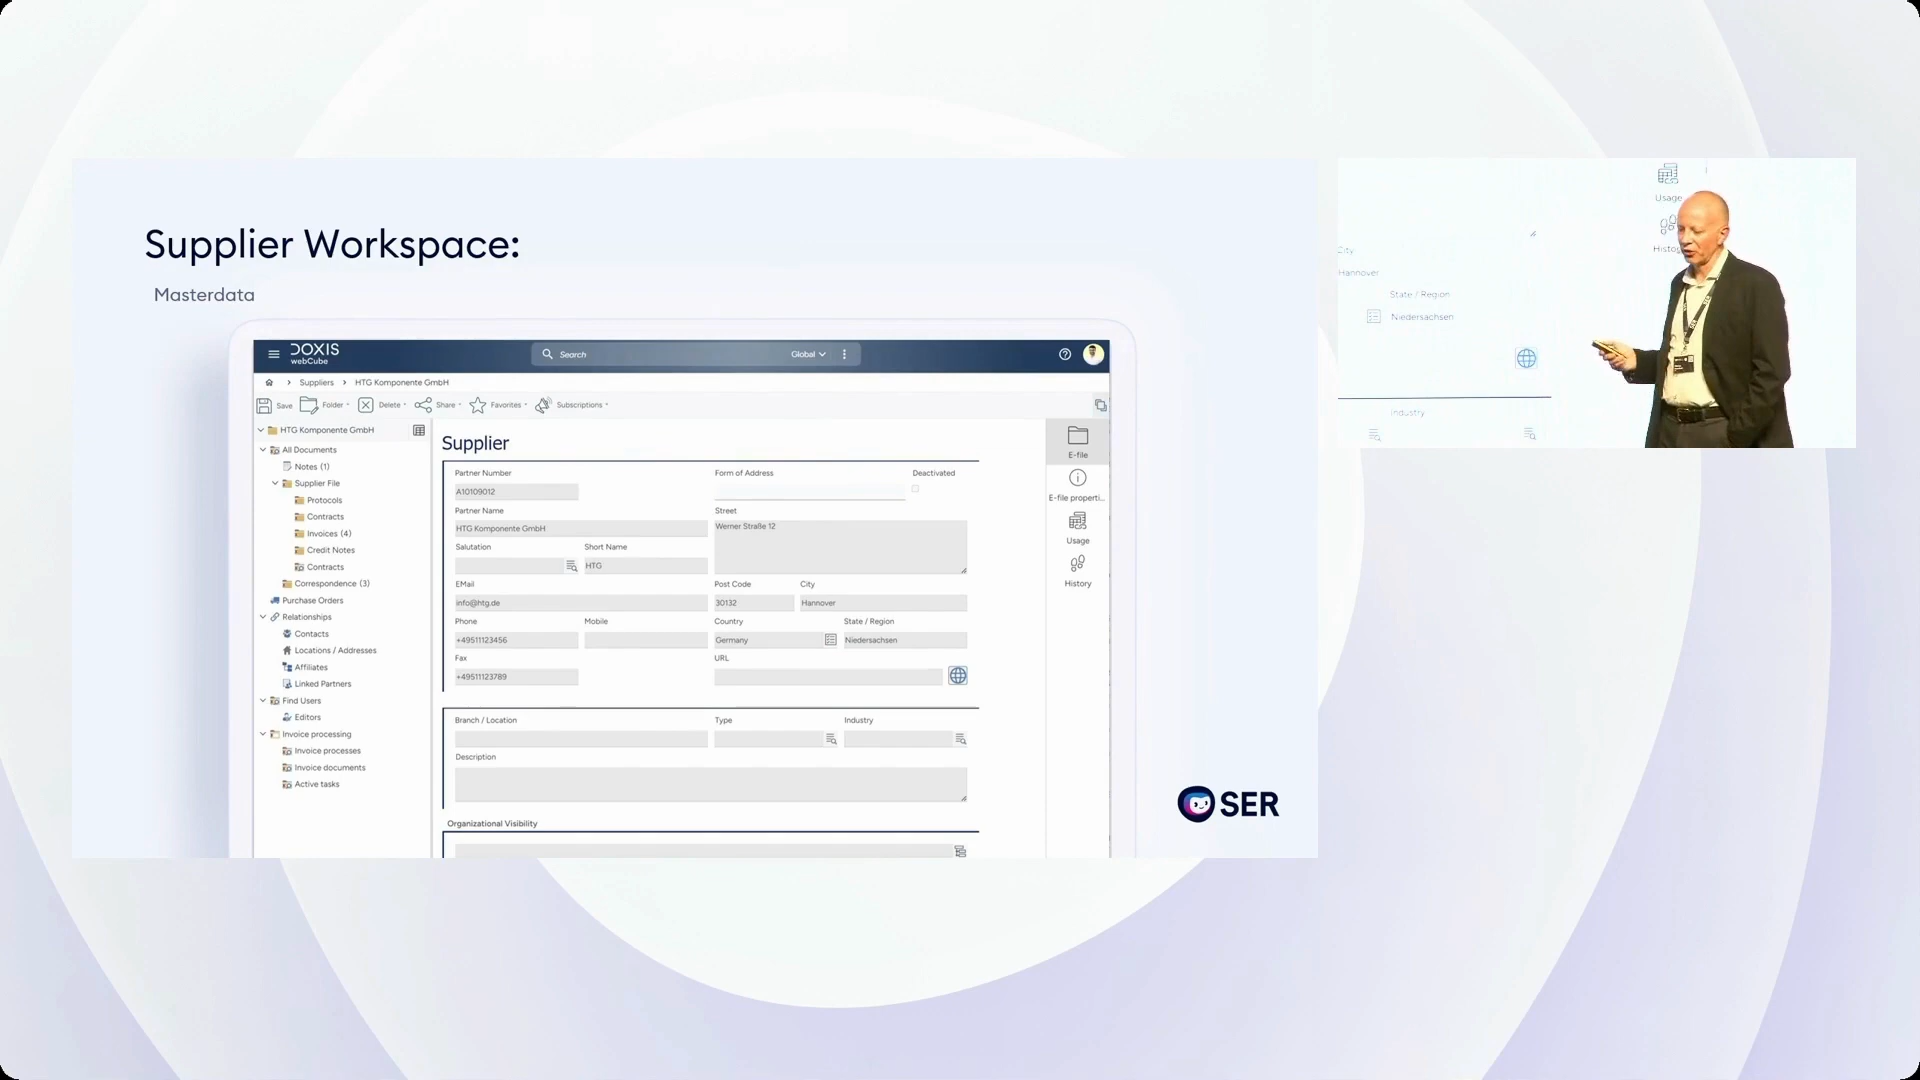 Supplier Workspace:
Masterdata
DOXIS
webCube
Search
Global
Suppliers
HTG Komponente GmbH
Save
Folder
Delete
Share
Favorites
Subscriptions
HTG Komponente GmbH
All Documents
Notes (1)
Supplier File
Protocols
Contracts
Invoices (4)
Credit Notes
Contracts
Correspondence (3)
Purchase Orders
Relationships
Contacts
Locations / Addresses
Affiliates
Linked Partners
Find Users
Editors
Invoice processing
Invoice processes
Invoice documents
Active tasks
Supplier
Partner Number
Form of Address
Deactivated
A10109012
Partner Name
Street
HTG Komponente GmbH
Werner Straße 12
Salutation
Short Name
HTG
EMail
Post Code
City
info@htg.de
30132
Hannover
Phone
Mobile
Country
State / Region
+49511123456
Germany
Niedersachsen
Fax
URL
+49511123789
Branch / Location
Type
Industry
Description
Organizational Visibility
E-file
E-file properti...
Usage
History
SER
Usage
City
Hannover
State / Region
Niedersachsen
Industry